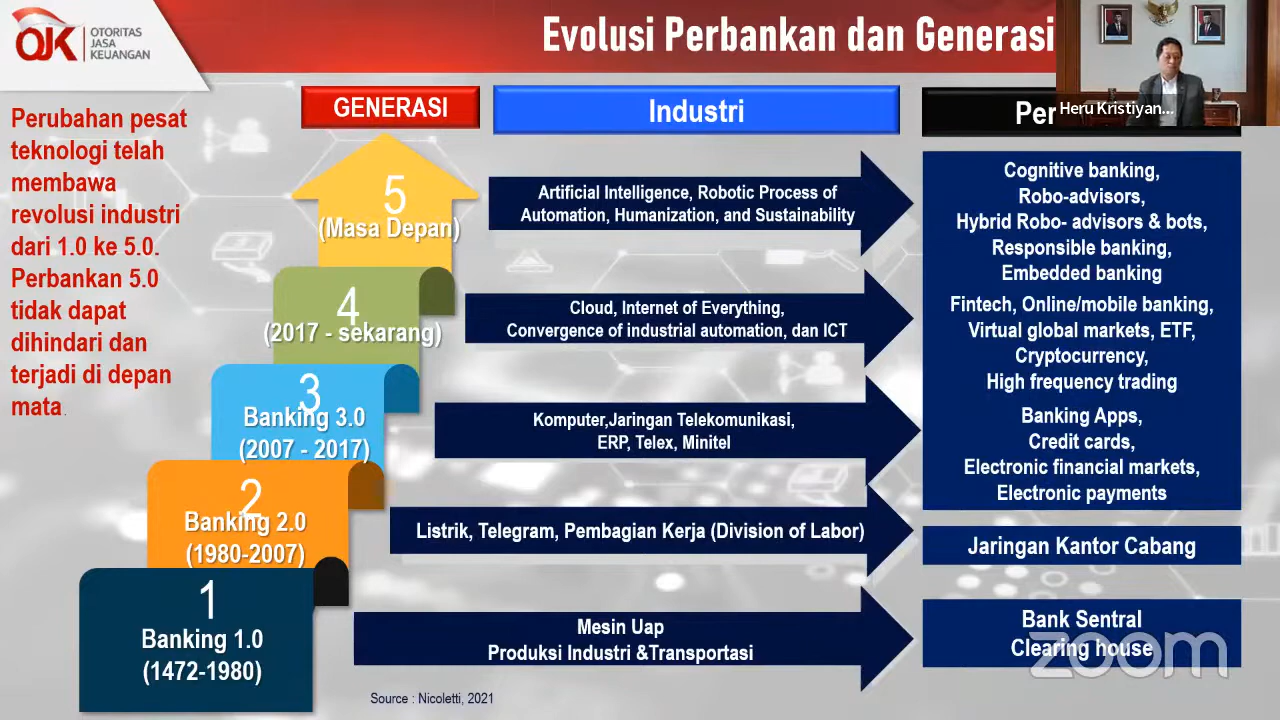 OJK
OTORITAS
JASA
KEUANGAN
Evolusi Perbankan dan Generasi
Heru Kristiyan...
Perubahan pesat
teknologi telah
membawa
revolusi industri
dari 1.0 ke 5.0.
Perbankan 5.0
tidak dapat
dihindari dan
terjadi di depan
mata.
GENERASI
Industri
Per
5
(Masa Depan)
Artificial Intelligence, Robotic Process of
Automation, Humanization, and Sustainability
Cognitive banking,
Robo-advisors,
Hybrid Robo- advisors & bots,
Responsible banking,
Embedded banking
4
(2017 - sekarang)
Cloud, Internet of Everything,
Convergence of industrial automation, dan ICT
Fintech, Online/mobile banking,
Virtual global markets, ETF,
Cryptocurrency,
High frequency trading
3
Banking 3.0
(2007 - 2017)
Komputer,Jaringan Telekomunikasi,
ERP, Telex, Minitel
Banking Apps,
Credit cards,
Electronic financial markets,
Electronic payments
2
Banking 2.0
(1980-2007)
Listrik, Telegram, Pembagian Kerja (Division of Labor)
Jaringan Kantor Cabang
1
Banking 1.0
(1472-1980)
Mesin Uap
Produksi Industri &Transportasi
Bank Sentral
Clearing house
zoom
Source : Nicoletti, 2021